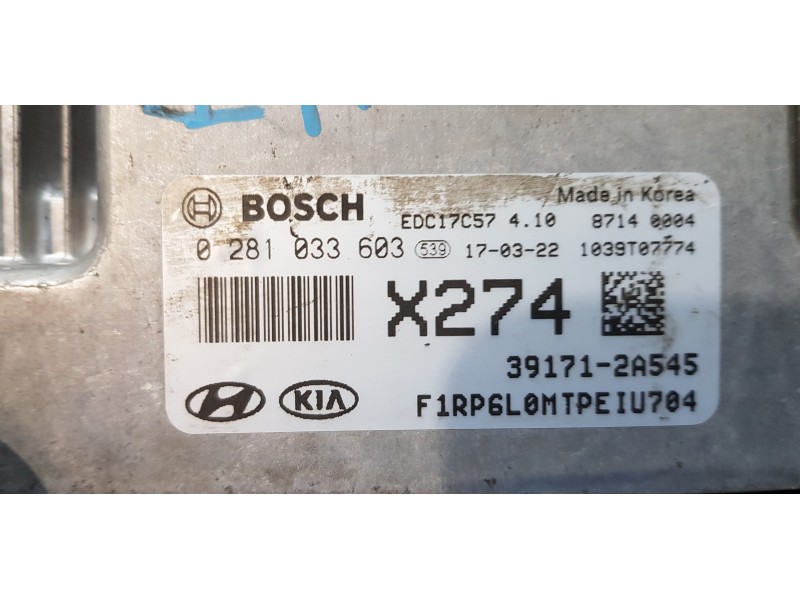 BOSCH
Made in Korea
EDC17C57 4.10 8714 0004
0 281 033 603 539 17-03-22 1039T07774
X274
39171-2A545
KIA
F1RP6L0MTPEIU704